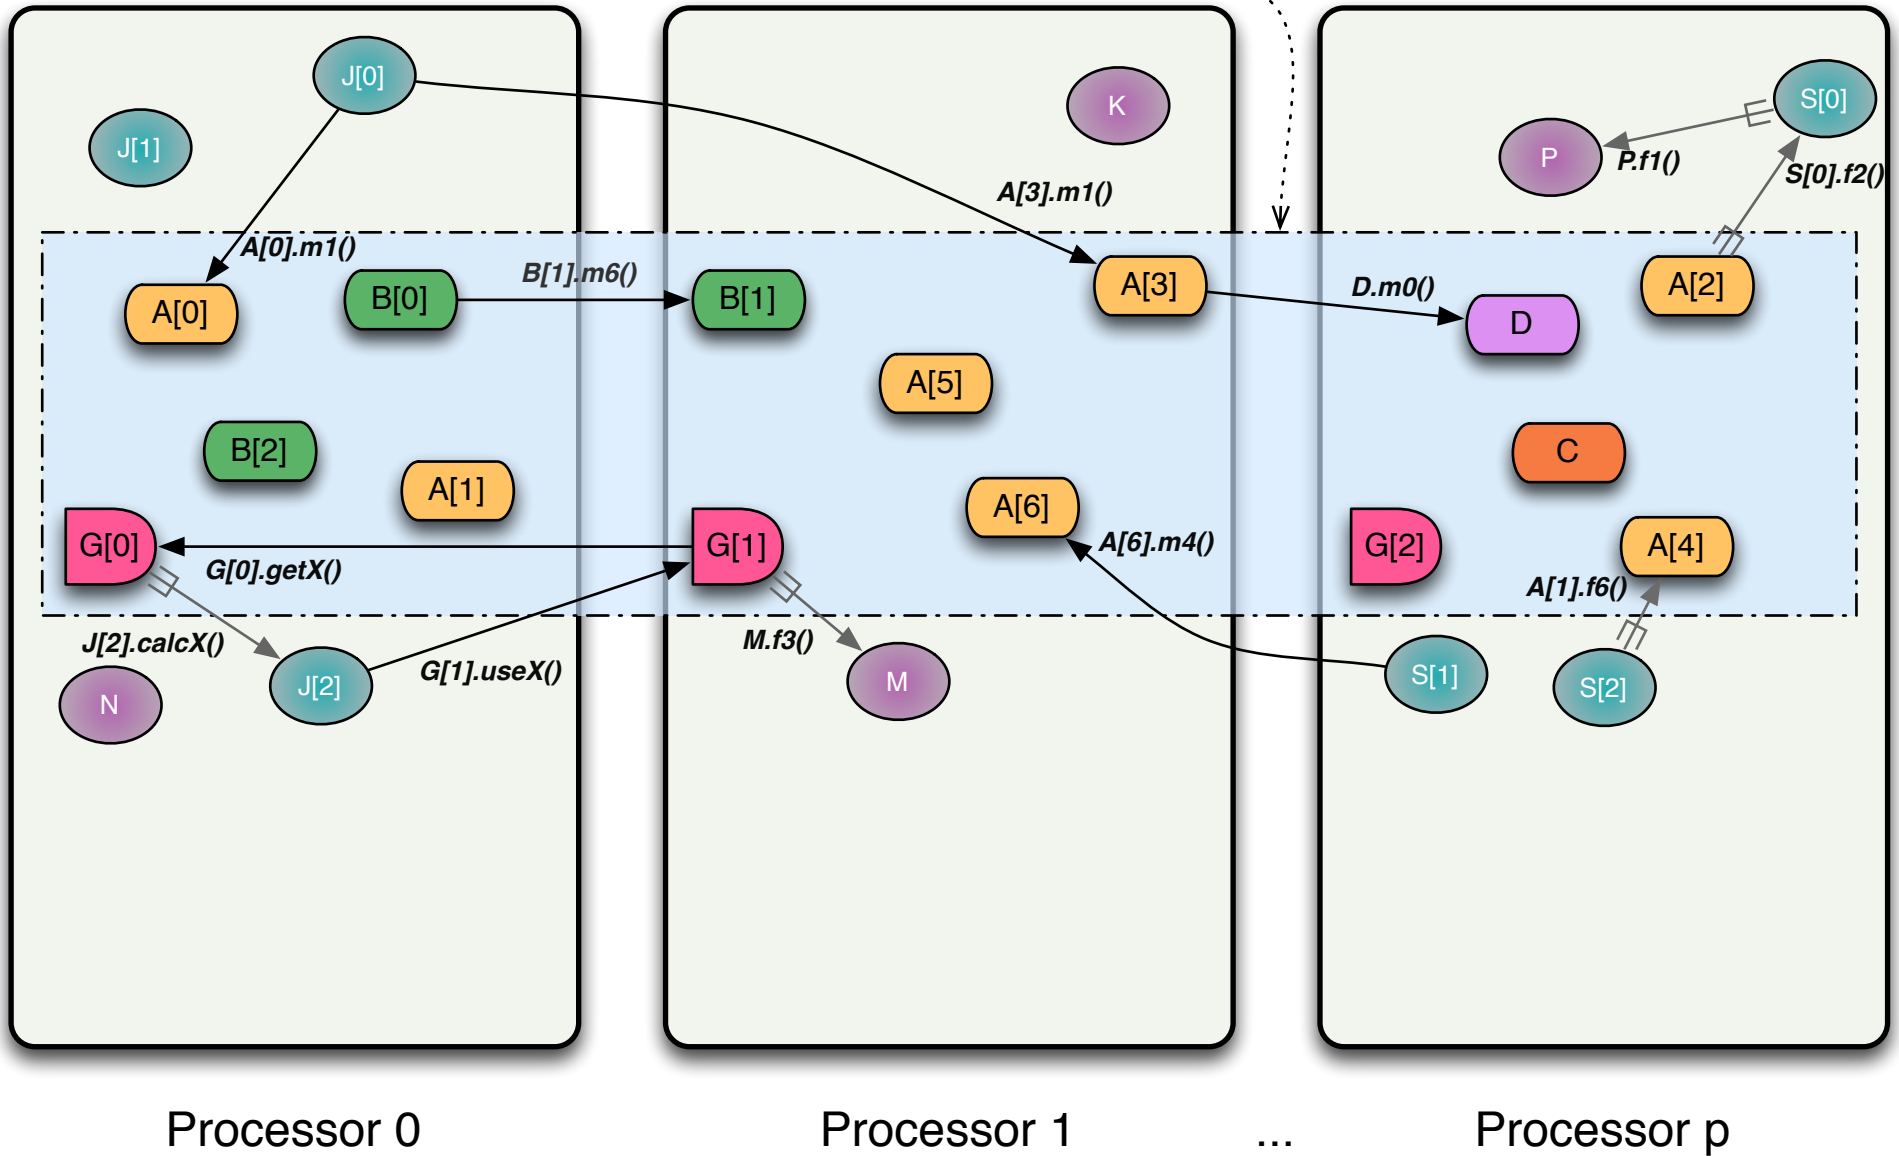 J[0]
J[1]
K
S[0]
P
P.f1()
S[0].f2()
A[3].m1()
A[0].m1()
B[1].m6()
A[0]
B[0]
B[1]
A[3]
D.m0()
D
A[2]
A[5]
B[2]
A[1]
A[6]
C
G[0]
G[0].getX()
G[1]
A[6].m4()
G[2]
A[4]
A[1].f6()
J[2].calcX()
G[1].useX()
M.f3()
N
J[2]
M
S[1]
S[2]
Processor 0
Processor 1
...
Processor p